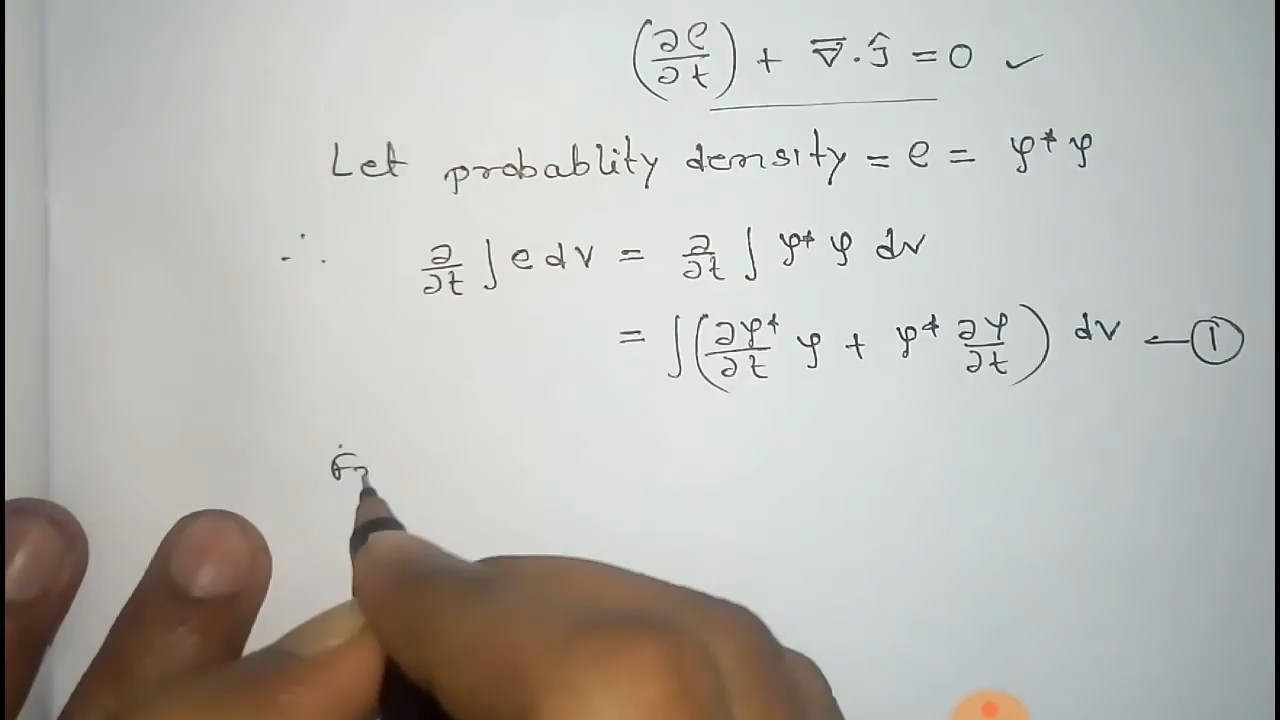 (∂ρ/∂t) + ∇̅.ĵ = 0 ✓
Let probablity density = ρ = φ* φ
∴ ∂/∂t ∫ρ dv = ∂/∂t ∫ φ* φ dv
= ∫(∂φ*/∂t φ + φ* ∂φ/∂t) dv —①